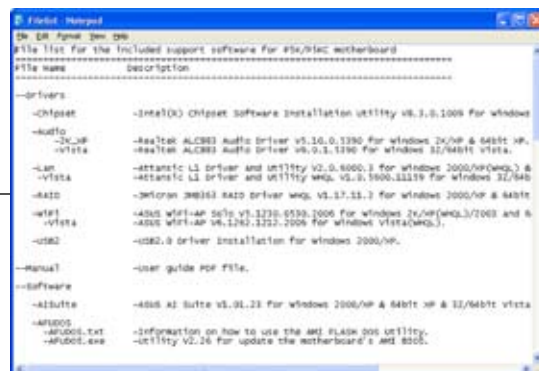 Filelist - Notepad
File Edit Format View Help
File list for the included support software for P5K/P5KC motherboard
File Name Description
--Drivers
-Chipset -Intel(R) Chipset Software Installation Utility V8.3.0.1009 for Windows
-Audio
-2K_XP -Realtek ALC883 Audio Driver V5.10.0.5390 for Windows 2K/XP & 64bit XP.
-Vista -Realtek ALC883 Audio Driver V6.0.1.5390 for Windows 32/64bit Vista.
-Lan -Attansic L1 Driver and Utility V2.0.6000.3 for Windows 2000/XP(WHQL) &
-Vista -Attansic L1 Driver and Utility WHQL V1.0.5600.11159 for Windows 32/64b
-RAID -JMicron JMB363 RAID Driver WHQL V1.17.11.3 for Windows 2000/XP & 64bit
-WiFi -ASUS WiFi-AP Solo V5.1230.0530.2006 for Windows 2K/XP(WHQL)/2003 and 6
-Vista -ASUS WiFi-AP V6.1262.1212.2006 for Windows Vista(WHQL).
-USB2 -USB2.0 Driver Installation for Windows 2000/XP.
--Manual -User guide PDF file.
--Software
-AISuite -ASUS AI Suite V1.01.23 for Windows 2000/XP & 64bit XP & 32/64bit Vista
-AFUDOS
-AFUDOS.txt -Information on how to use the AMI FLASH DOS Utility.
-AFUDOS.exe -Utility V2.26 for update the motherboard's AMI BIOS.